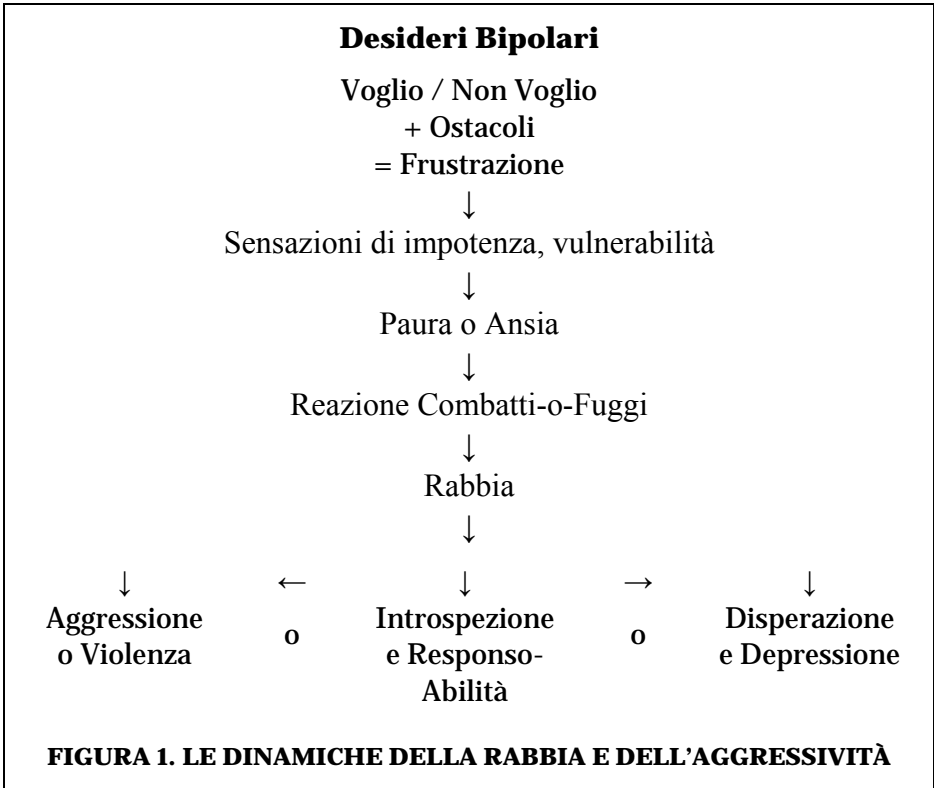 Desideri Bipolari
Voglio / Non Voglio
+ Ostacoli
= Frustrazione
↓
Sensazioni di impotenza, vulnerabilità
↓
Paura o Ansia
↓
Reazione Combatti-o-Fuggi
↓
Rabbia
↓
↓ ← ↓ → ↓
Aggressione o Introspezione o Disperazione
o Violenza e Responso- e Depressione
Abilità
FIGURA 1. LE DINAMICHE DELLA RABBIA E DELL'AGGRESSIVITÀ